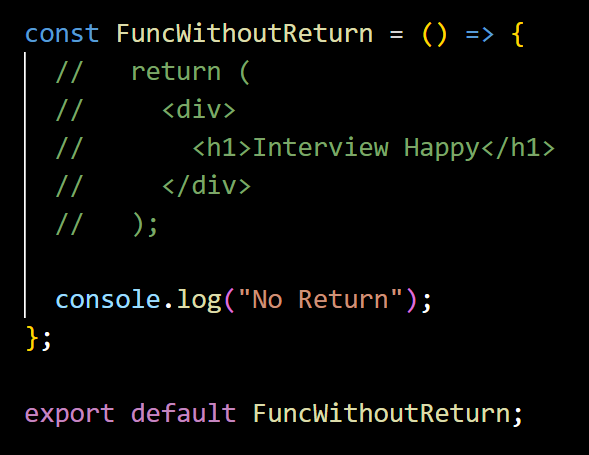 const FuncWithoutReturn = () => {
  //   return (
  //     <div>
  //       <h1>Interview Happy</h1>
  //     </div>
  //   );
  console.log("No Return");
};
export default FuncWithoutReturn;